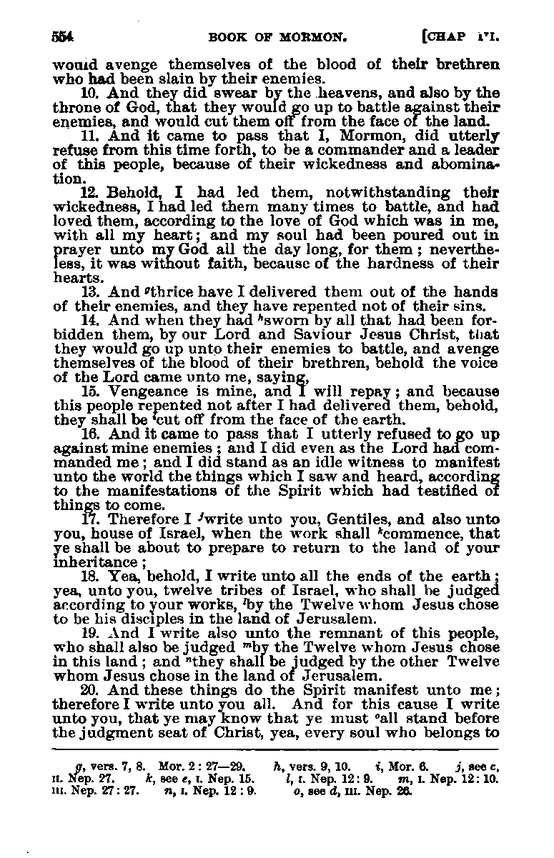 554 BOOK OF MORMON. [CHAP
would avenge themselves of the blood of their brethren
who had been slain by their enemies.
10. And they did swear by the heavens, and also by the
throne of God, that they would go up to battle against their
enemies, and would cut them off from the face of the land.
11. And it came to pass that I, Mormon, did utterly
refuse from this time forth, to be a commander and a leader
of this people, because of their wickedness and abomina-
tion.
12. Behold, I had led them, notwithstanding their
wickedness, I had led them many times to battle, and had
loved them, according to the love of God which was in me,
with all my heart; and my soul had been poured out in
prayer unto my God all the day long, for them; neverthe-
less, it was without faith, because of the hardness of their
hearts.
13. And gthrice have I delivered them out of the hands
of their enemies, and they have repented not of their sins.
14. And when they had hsworn by all that had been for-
bidden them, by our Lord and Saviour Jesus Christ, that
they would go up unto their enemies to battle, and avenge
themselves of the blood of their brethren, behold the voice
of the Lord came unto me, saying,
15. Vengeance is mine, and I will repay; and because
this people repented not after I had delivered them, behold,
they shall be icut off from the face of the earth.
16. And it came to pass that I utterly refused to go up
against mine enemies; and I did even as the Lord had com-
manded me; and I did stand as an idle witness to manifest
unto the world the things which I saw and heard, according
to the manifestations of the Spirit which had testified of
things to come.
17. Therefore I jwrite unto you, Gentiles, and also unto
you, house of Israel, when the work shall kcommence, that
ye shall be about to prepare to return to the land of your
inheritance;
18. Yea, behold, I write unto all the ends of the earth;
yea, unto you, twelve tribes of Israel, who shall be judged
according to your works, lby the Twelve whom Jesus chose
to be his disciples in the land of Jerusalem.
19. And I write also unto the remnant of this people,
who shall also be judged mby the Twelve whom Jesus chose
in this land; and nthey shall be judged by the other Twelve
whom Jesus chose in the land of Jerusalem.
20. And these things do the Spirit manifest unto me;
therefore I write unto you all. And for this cause I write
unto you, that ye may know that ye must oall stand before
the judgment seat of Christ, yea, every soul who belongs to
g, vers. 7, 8. Mor. 2: 27—29. h, vers. 9, 10. i, Mor. 6. j, see c,
II. Nep. 27. k, see e, I. Nep. 15. l, I. Nep. 12: 9. m, I. Nep. 12: 10.
III. Nep. 27: 27. n, I. Nep. 12: 9. o, see d, III. Nep. 26.